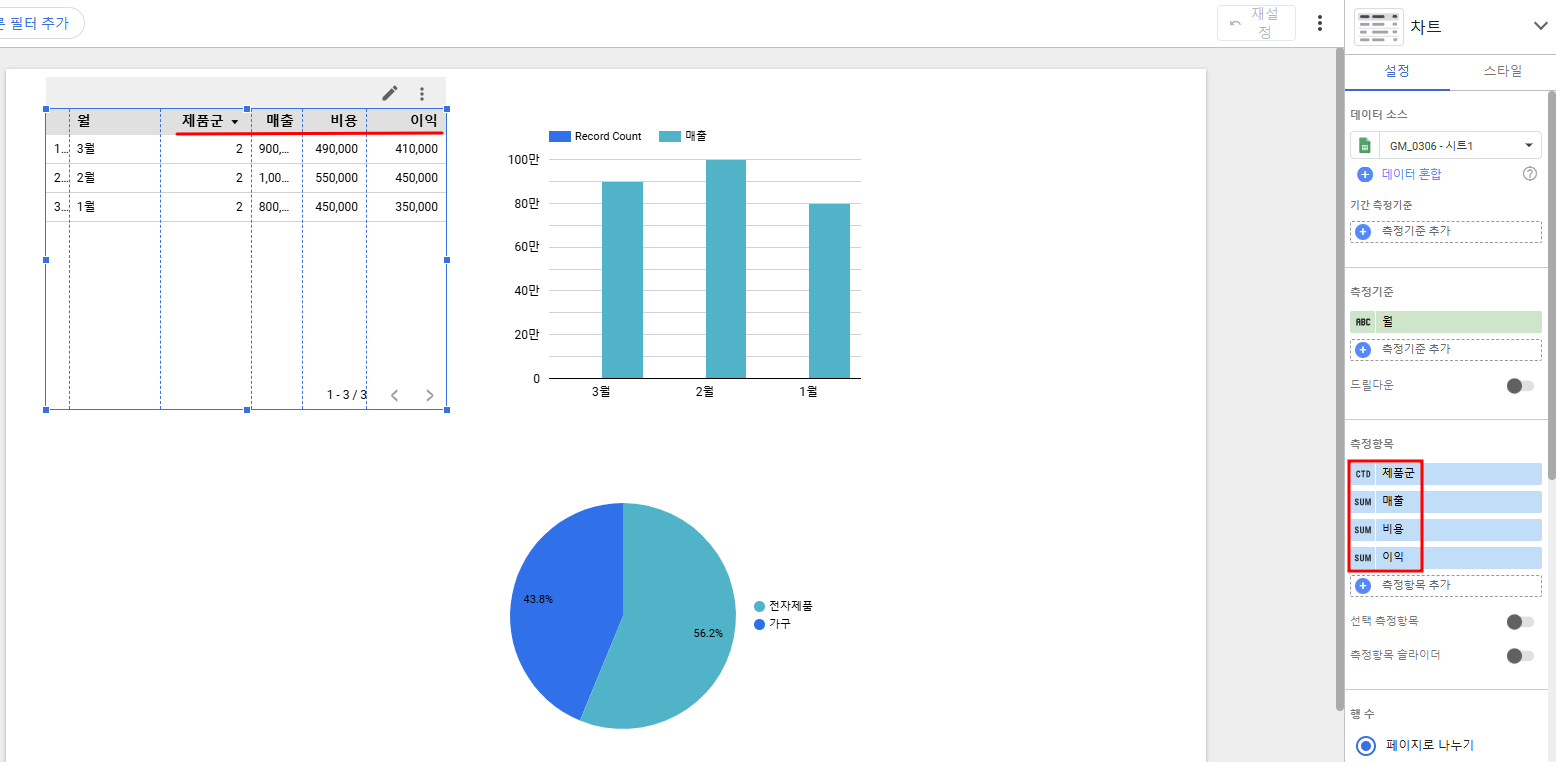 른 필터 추가
재설
정
차트
설정
스타일
데이터 소스
GM_0306 - 시트1
데이터 혼합
기간 측정기준
측정기준 추가
측정기준
ABC 월
측정기준 추가
드릴다운
측정항목
CTD 제품군
SUM 매출
SUM 비용
SUM 이익
측정항목 추가
선택 측정항목
측정항목 슬라이더
행 수
페이지로 나누기
월 제품군 매출 비용 이익
1... 3월 2 900,... 490,000 410,000
2... 2월 2 1,00... 550,000 450,000
3... 1월 2 800,... 450,000 350,000
1 - 3 / 3
Record Count 매출
100만
80만
60만
40만
20만
0
3월 2월 1월
43.8%
56.2%
전자제품
가구